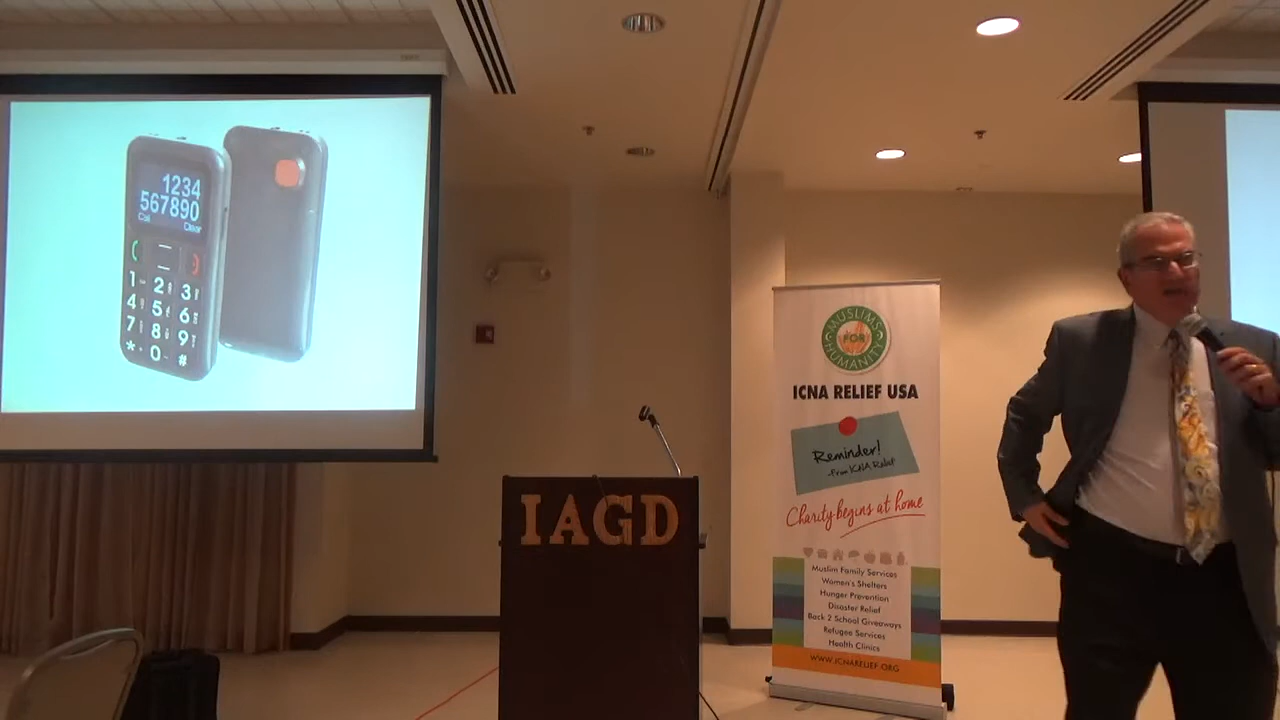 1234
567890
Call
Clear
1
2
3
4
5
6
7
8
9
*
0
#
IAGD
MUSLIMS
FOR
HUMANITY
ICNA RELIEF USA
Reminder!
-From ICNA Relief
Charity begins at home
Muslim Family Services
Women's Shelters
Hunger Prevention
Disaster Relief
Back 2 School Giveaways
Refugee Services
Health Clinics
WWW.ICNARELIEF.ORG